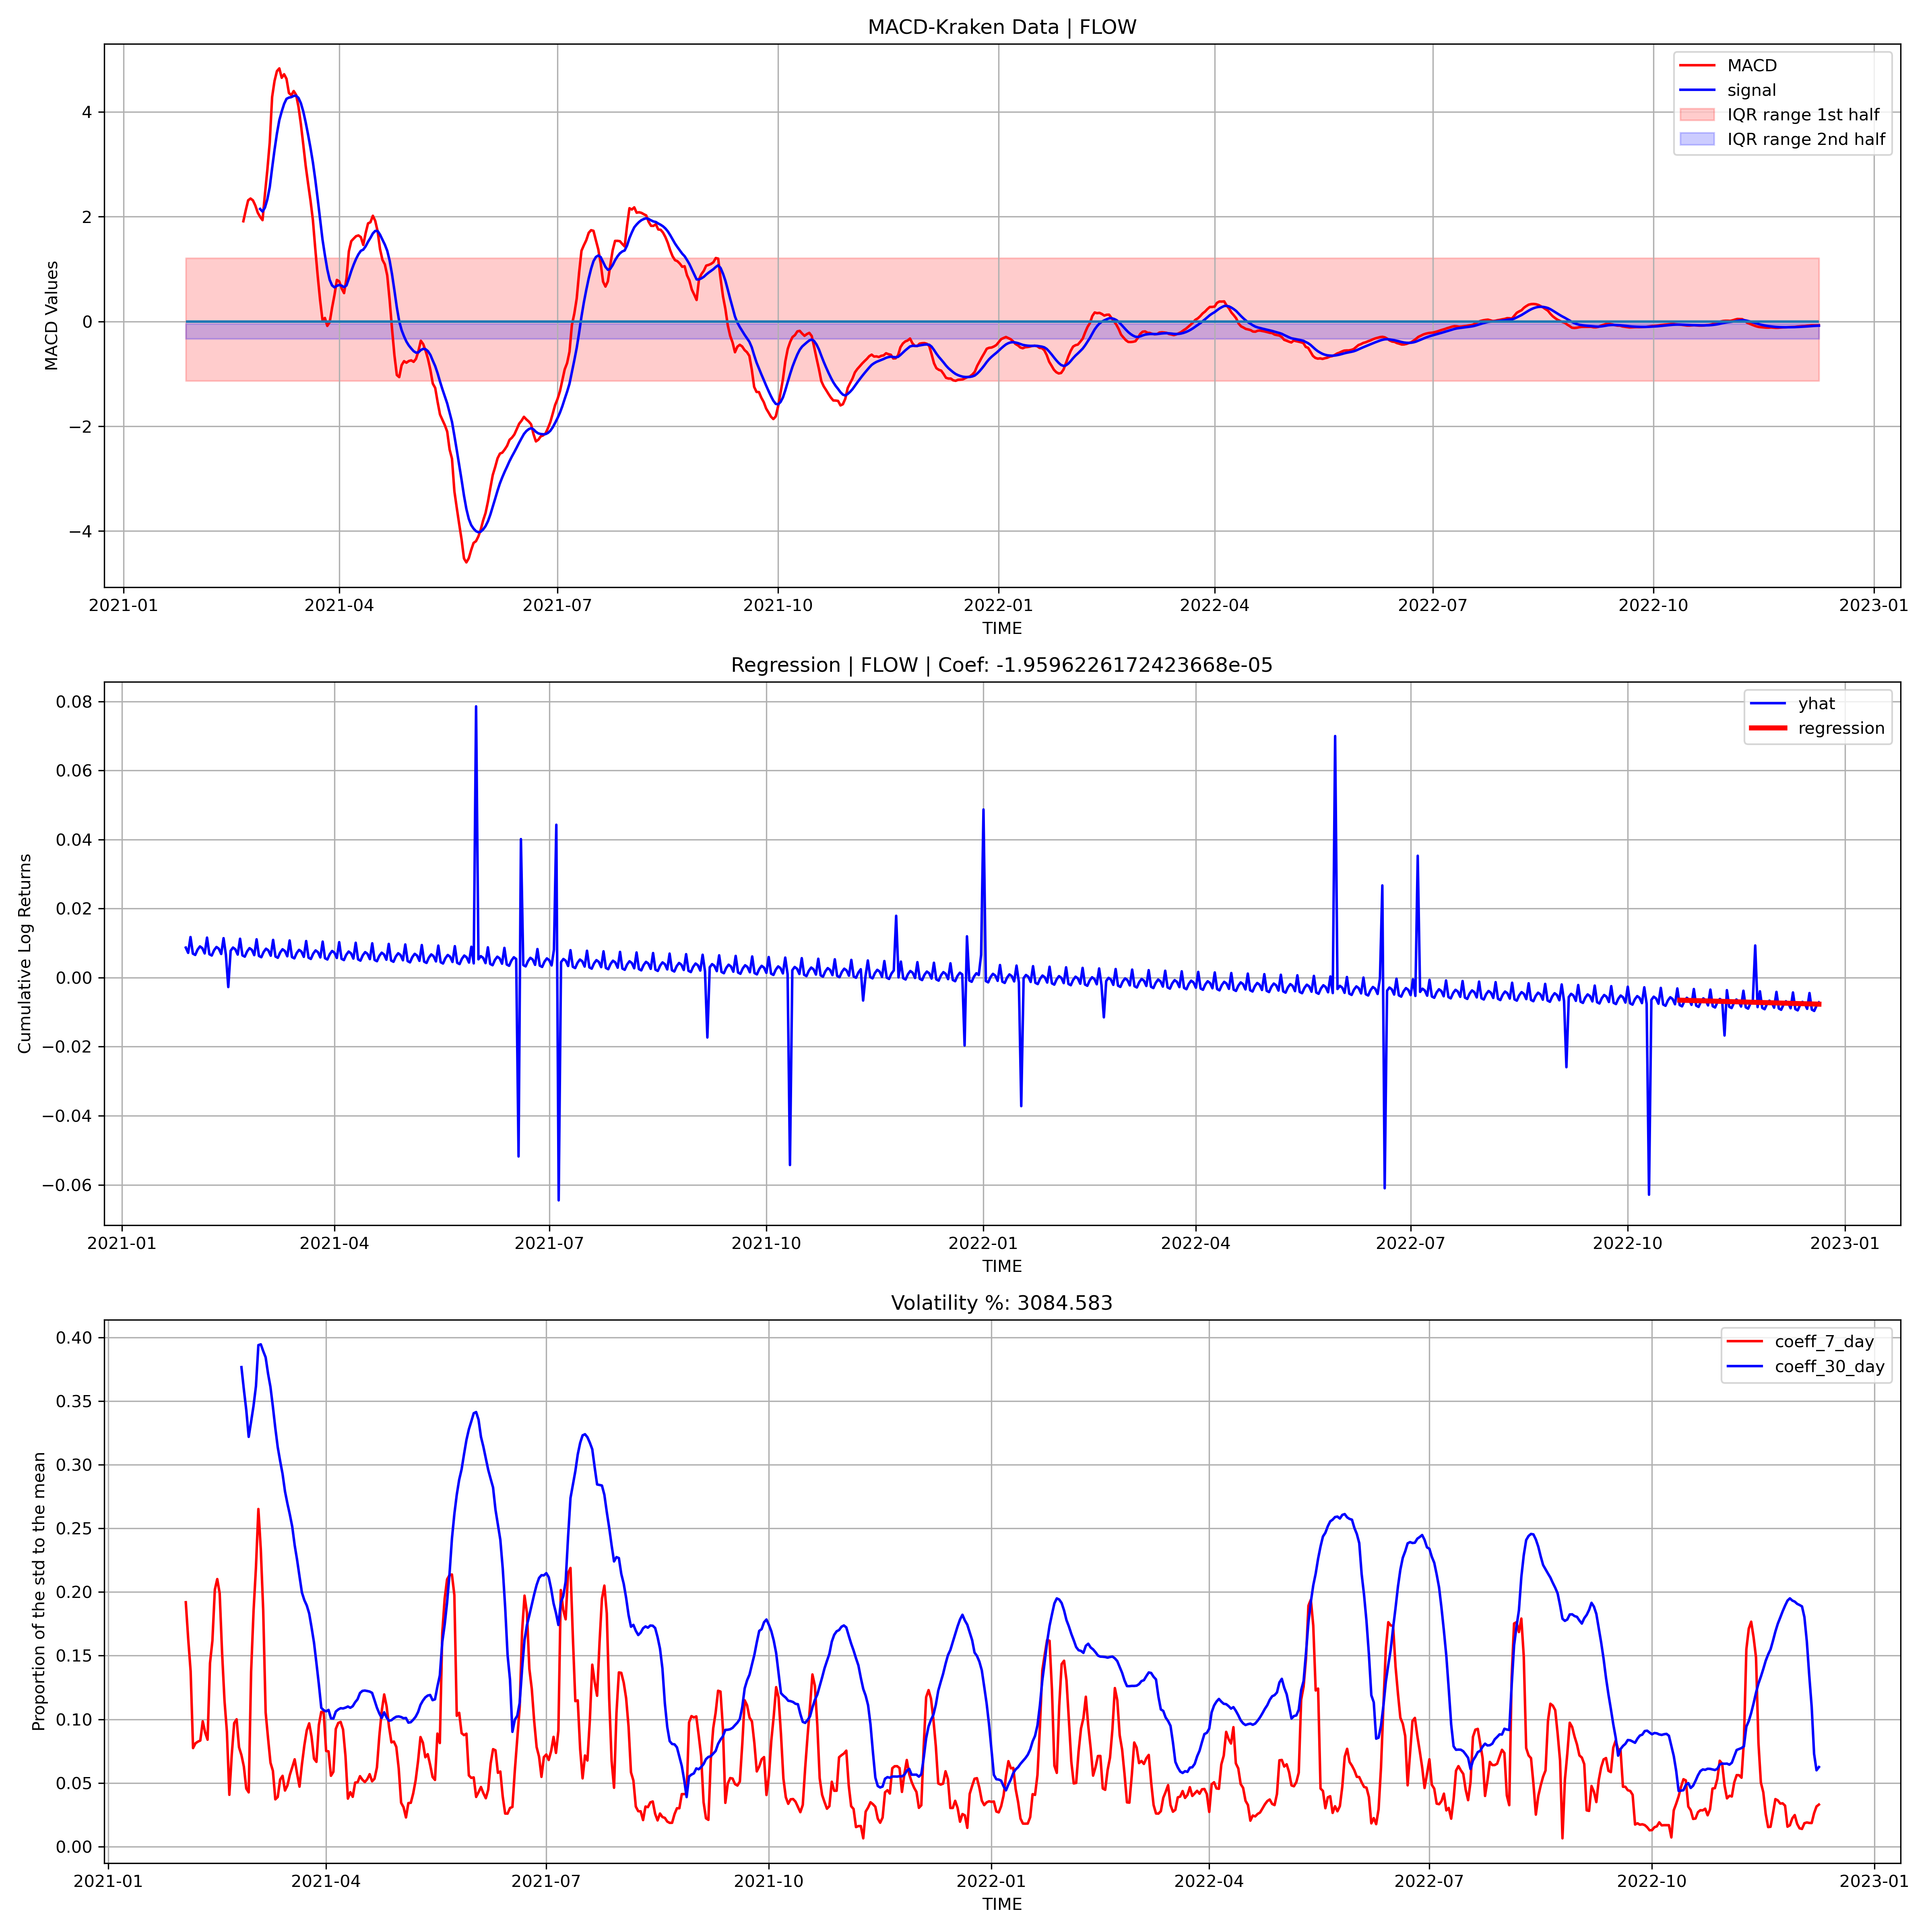 MACD-Kraken Data | FLOW
MACD Values
4
2
0
−2
−4
MACD
signal
IQR range 1st half
IQR range 2nd half
2021-01 2021-04 2021-07 2021-10 2022-01 2022-04 2022-07 2022-10 2023-01
TIME
Regression | FLOW | Coef: -1.9596226172423668e-05
Cumulative Log Returns
0.08
0.06
0.04
0.02
0.00
−0.02
−0.04
−0.06
yhat
regression
2021-01 2021-04 2021-07 2021-10 2022-01 2022-04 2022-07 2022-10 2023-01
TIME
Volatility %: 3084.583
Proportion of the std to the mean
0.40
0.35
0.30
0.25
0.20
0.15
0.10
0.05
0.00
coeff_7_day
coeff_30_day
2021-01 2021-04 2021-07 2021-10 2022-01 2022-04 2022-07 2022-10 2023-01
TIME